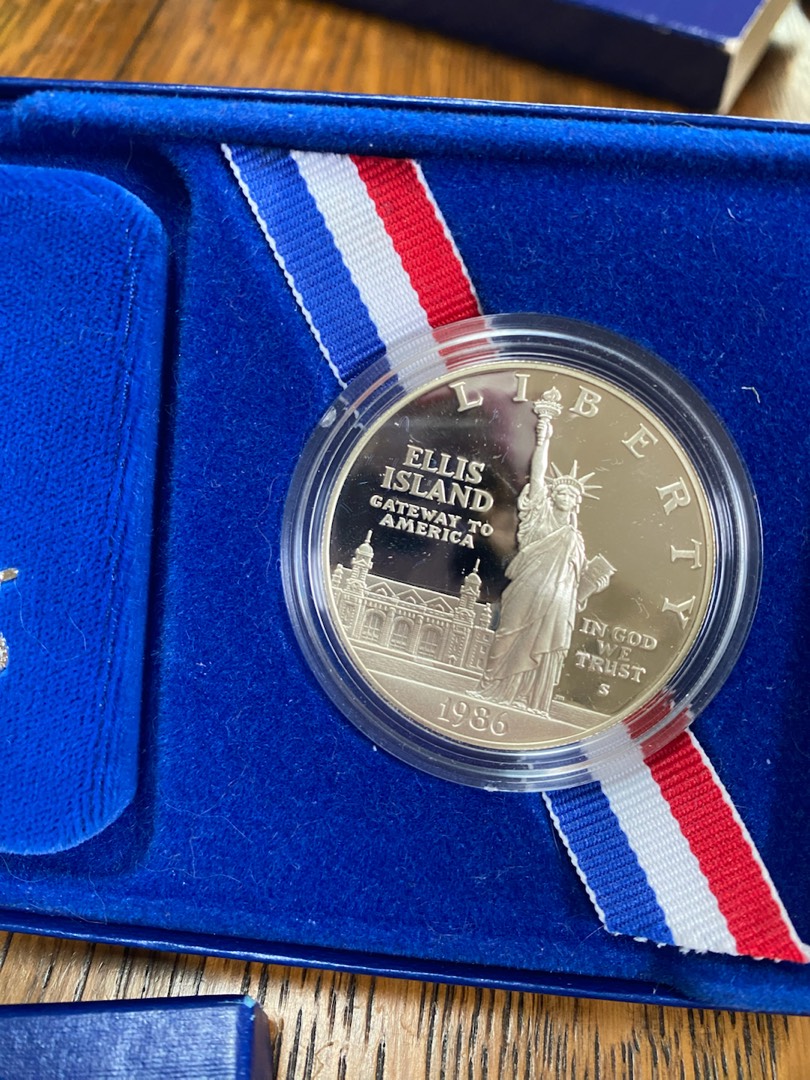 LIBERTY
ELLIS
ISLAND
GATEWAY TO
AMERICA
IN GOD
WE
TRUST
S
1986